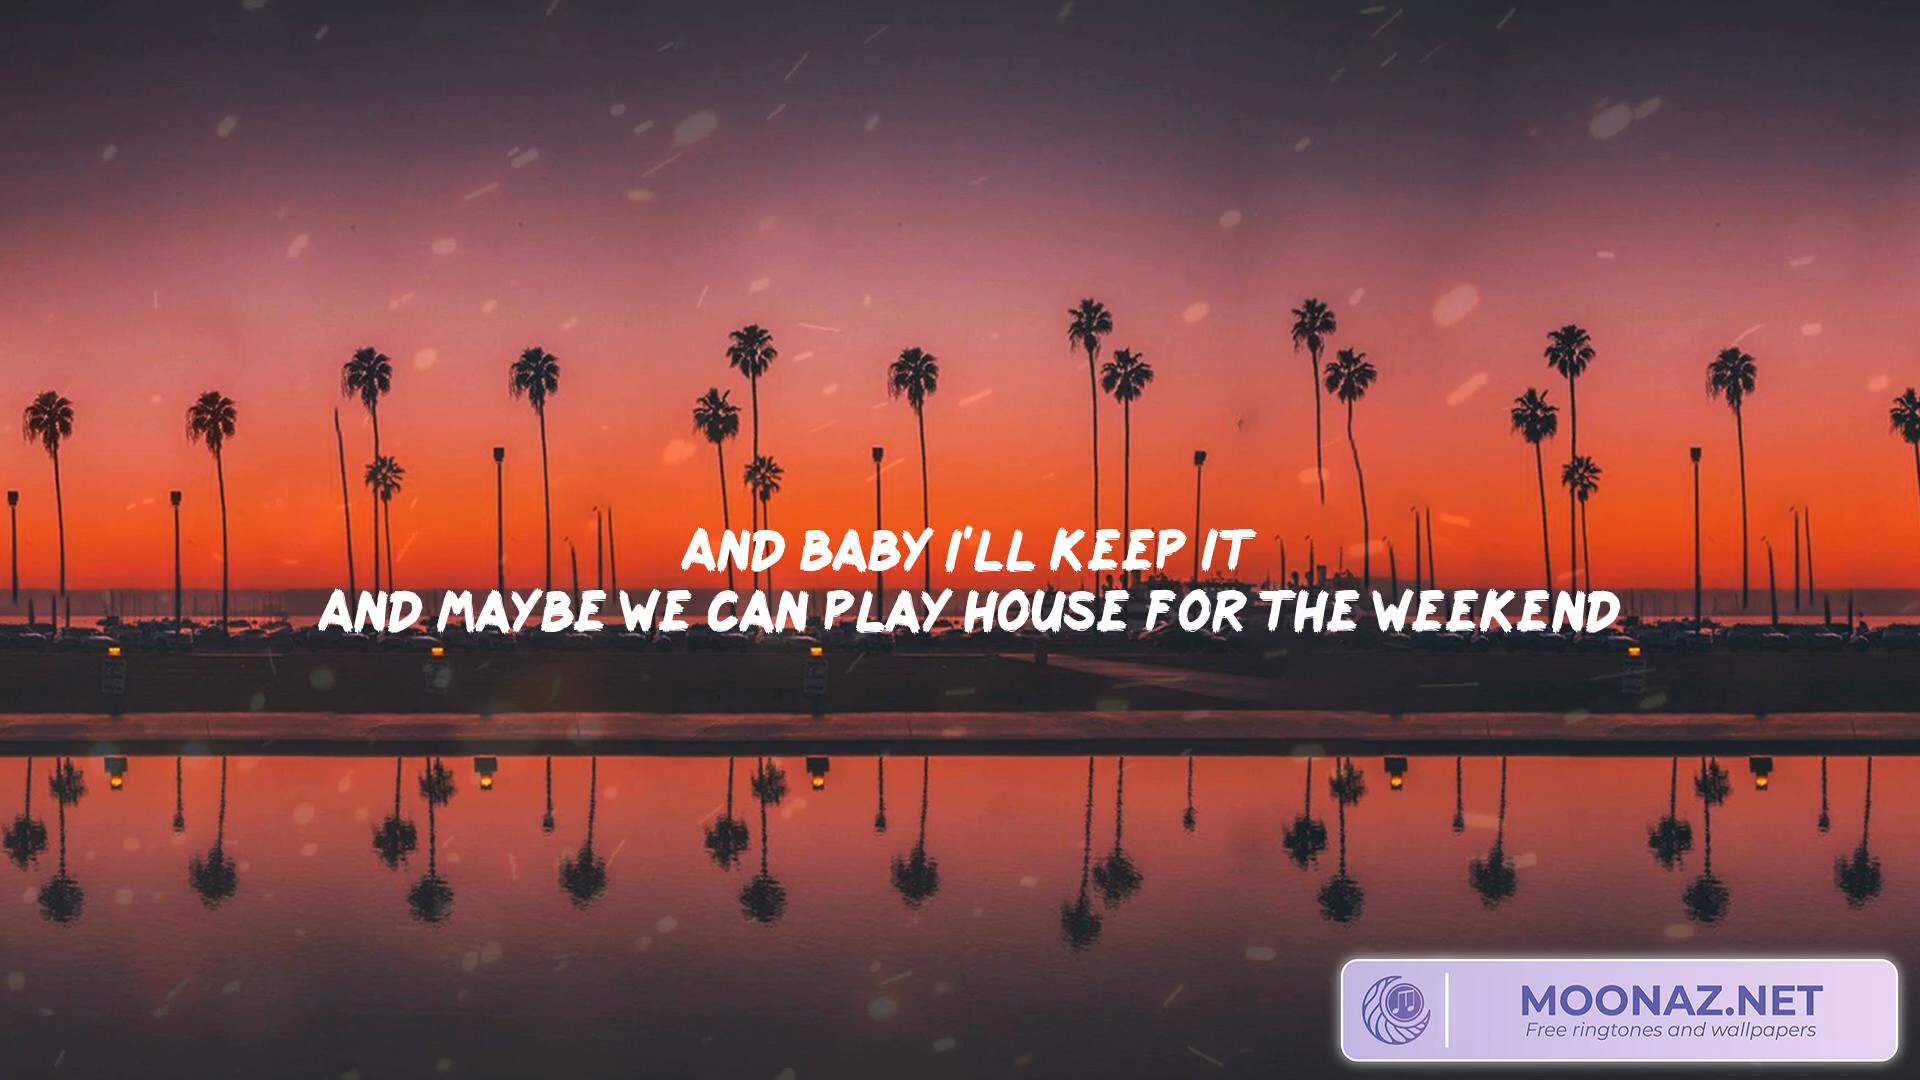 AND BABY I'LL KEEP IT
AND MAYBE WE CAN PLAY HOUSE FOR THE WEEKEND
MOONAZ.NET
Free ringtones and wallpapers